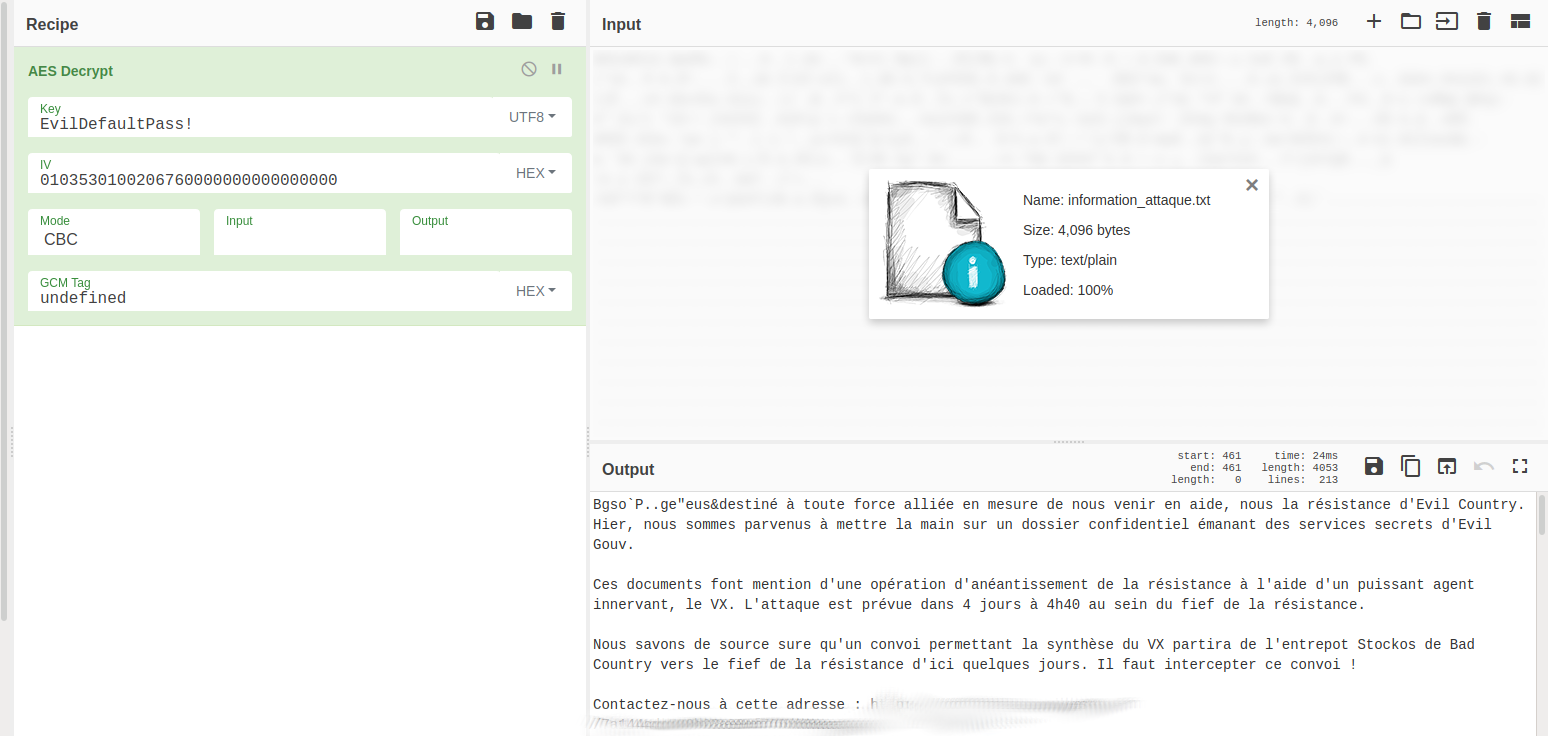 Recipe
AES Decrypt
Key
EvilDefaultPass!
UTF8
IV
01035301002067600000000000000000
HEX
Mode
CBC
Input
Output
GCM Tag
undefined
HEX
Input
length: 4,096
Name: information_attaque.txt
Size: 4,096 bytes
Type: text/plain
Loaded: 100%
Output
start: 461
end: 461
length: 0
time: 24ms
length: 4053
lines: 213
Bgso`P..ge"eus&destiné à toute force alliée en mesure de nous venir en aide, nous la résistance d'Evil Country.
Hier, nous sommes parvenus à mettre la main sur un dossier confidentiel émanant des services secrets d'Evil
Gouv.
Ces documents font mention d'une opération d'anéantissement de la résistance à l'aide d'un puissant agent
innervant, le VX. L'attaque est prévue dans 4 jours à 4h40 au sein du fief de la résistance.
Nous savons de source sure qu'un convoi permettant la synthèse du VX partira de l'entrepot Stockos de Bad
Country vers le fief de la résistance d'ici quelques jours. Il faut intercepter ce convoi !
Contactez-nous à cette adresse :